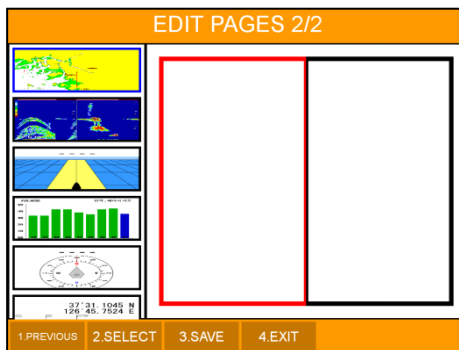 EDIT PAGES 2/2
37°31.1045 N
126°45.7524 E
1.PREVIOUS 2.SELECT 3.SAVE 4.EXIT